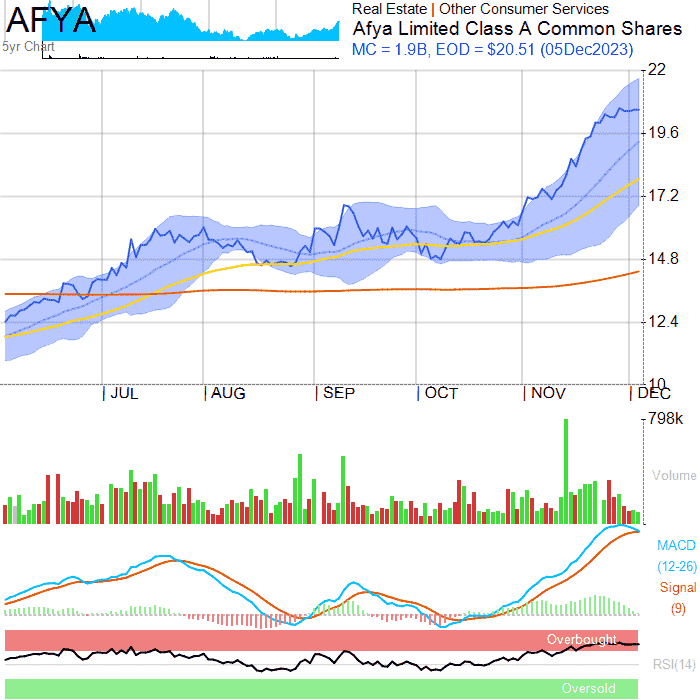 AFYA
5yr Chart
Real Estate | Other Consumer Services
Afya Limited Class A Common Shares
MC = 1.9B, EOD = $20.51 (05Dec2023)
22
19.6
17.2
14.8
12.4
10
JUL
AUG
SEP
OCT
NOV
DEC
798k
Volume
MACD
(12-26)
Signal
(9)
Overbought
RSI(14)
Oversold